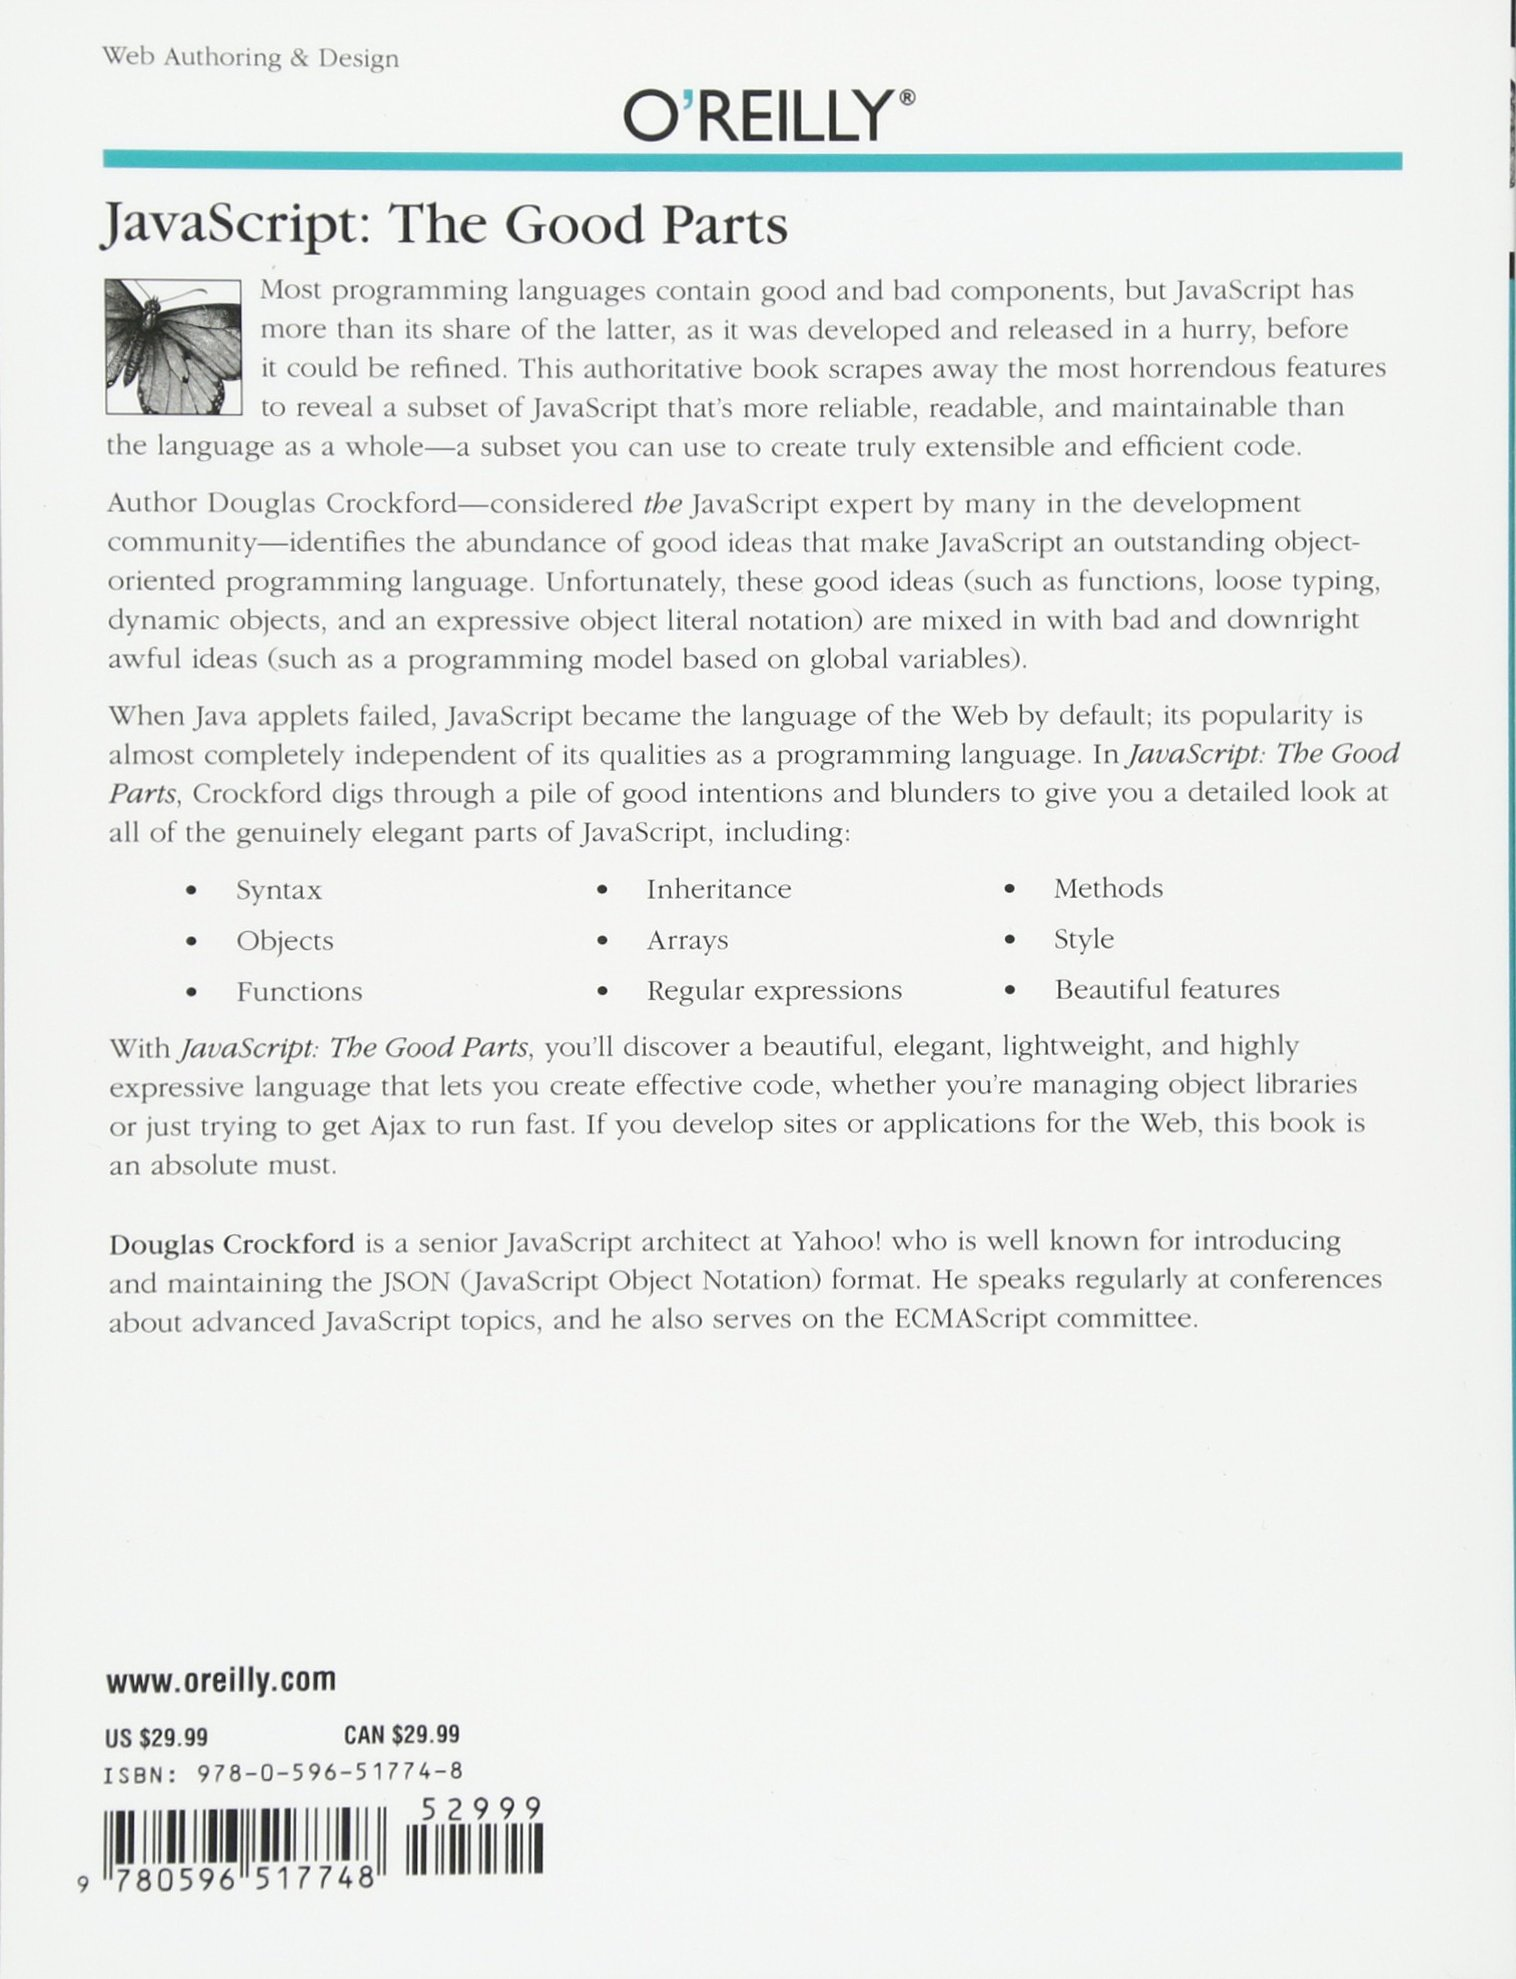 Web Authoring & Design
O'REILLY®
JavaScript: The Good Parts
Most programming languages contain good and bad components, but JavaScript has
more than its share of the latter, as it was developed and released in a hurry, before
it could be refined. This authoritative book scrapes away the most horrendous features
to reveal a subset of JavaScript that's more reliable, readable, and maintainable than
the language as a whole—a subset you can use to create truly extensible and efficient code.
Author Douglas Crockford—considered the JavaScript expert by many in the development
community—identifies the abundance of good ideas that make JavaScript an outstanding object-
oriented programming language. Unfortunately, these good ideas (such as functions, loose typing,
dynamic objects, and an expressive object literal notation) are mixed in with bad and downright
awful ideas (such as a programming model based on global variables).
When Java applets failed, JavaScript became the language of the Web by default; its popularity is
almost completely independent of its qualities as a programming language. In JavaScript: The Good
Parts, Crockford digs through a pile of good intentions and blunders to give you a detailed look at
all of the genuinely elegant parts of JavaScript, including:
• Syntax
• Objects
• Functions
• Inheritance
• Arrays
• Regular expressions
• Methods
• Style
• Beautiful features
With JavaScript: The Good Parts, you'll discover a beautiful, elegant, lightweight, and highly
expressive language that lets you create effective code, whether you're managing object libraries
or just trying to get Ajax to run fast. If you develop sites or applications for the Web, this book is
an absolute must.
Douglas Crockford is a senior JavaScript architect at Yahoo! who is well known for introducing
and maintaining the JSON (JavaScript Object Notation) format. He speaks regularly at conferences
about advanced JavaScript topics, and he also serves on the ECMAScript committee.
www.oreilly.com
US $29.99 CAN $29.99
ISBN: 978-0-596-51774-8
52999
9 780596 517748